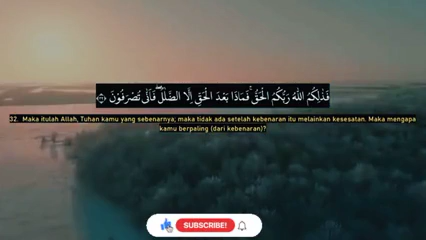 فَذَٰلِكُمُ اللَّهُ رَبُّكُمُ الْحَقُّ ۖ فَمَاذَا بَعْدَ الْحَقِّ إِلَّا الضَّلَالُ ۖ فَأَنَّىٰ تُصْرَفُونَ ٣٢
32. Maka itulah Allah, Tuhan kamu yang sebenarnya; maka tidak ada setelah kebenaran itu melainkan kesesatan. Maka mengapa
kamu berpaling (dari kebenaran)?
SUBSCRIBE!